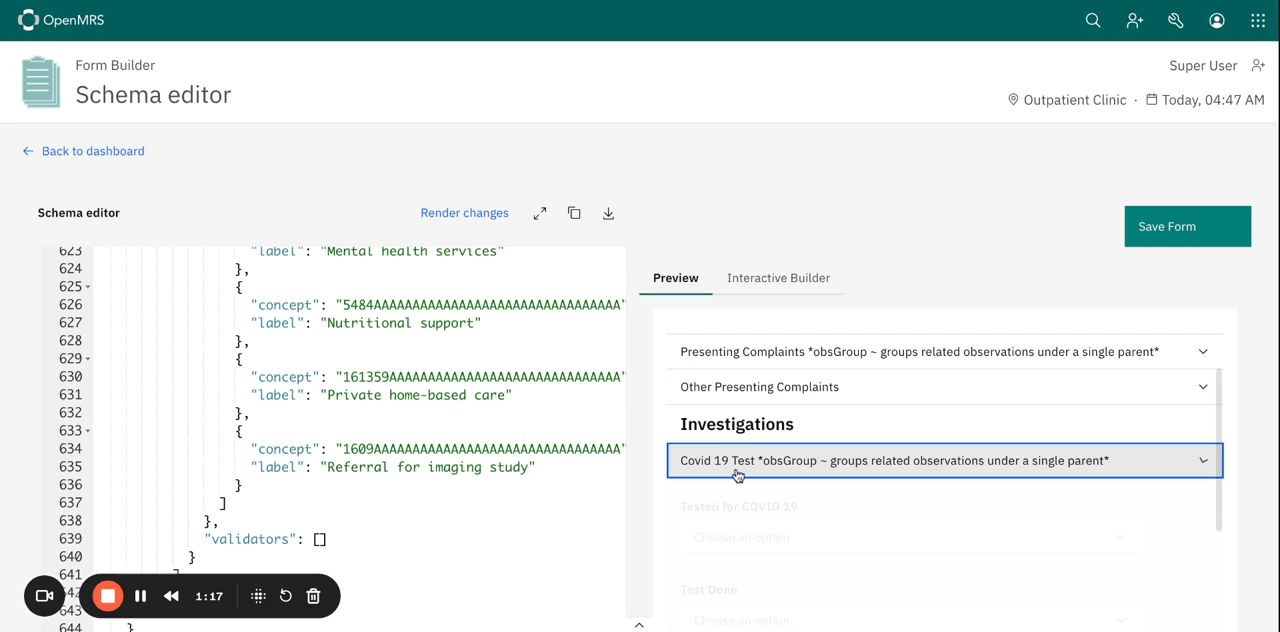 OpenMRS
Form Builder
Schema editor
Super User
Outpatient Clinic · Today, 04:47 AM
Back to dashboard
Schema editor
Render changes
Save Form
623 "label": "Mental health services"
624 },
625 {
626 "concept": "5484AAAAAAAAAAAAAAAAAAAAAAAAAAAAAAAA"
627 "label": "Nutritional support"
628 },
629 {
630 "concept": "161359AAAAAAAAAAAAAAAAAAAAAAAAAAAAAA"
631 "label": "Private home-based care"
632 },
633 {
634 "concept": "1609AAAAAAAAAAAAAAAAAAAAAAAAAAAAAAAA"
635 "label": "Referral for imaging study"
636 }
637 ]
638 },
639 "validators": []
640 }
641 ]
642
643
644 }
1:17
Preview
Interactive Builder
Presenting Complaints *obsGroup ~ groups related observations under a single parent*
Other Presenting Complaints
Investigations
Covid 19 Test *obsGroup ~ groups related observations under a single parent*
Tested for COVID 19
Choose an option
Test Done
Choose an option